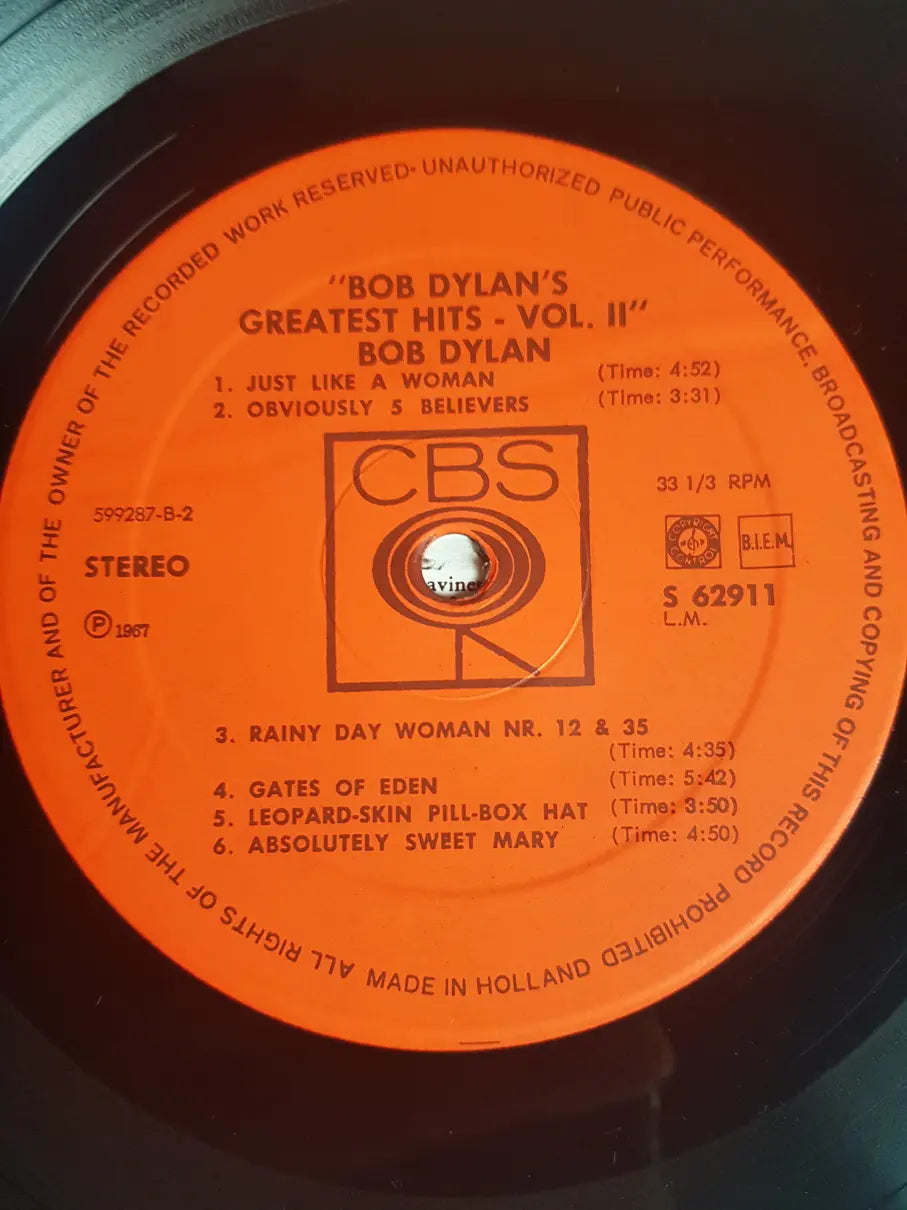 ALL RIGHTS OF THE MANUFACTURER AND OF THE OWNER OF THE RECORDED WORK RESERVED· UNAUTHORIZED PUBLIC PERFORMANCE. BROADCASTING AND COPYING OF THIS RECORD PROHIBITED
"BOB DYLAN'S
GREATEST HITS - VOL. II"
BOB DYLAN
1. JUST LIKE A WOMAN (Time: 4:52)
2. OBVIOUSLY 5 BELIEVERS (Time: 3:31)
CBS
33 1/3 RPM
599287-B-2
STEREO
℗ 1967
COPYRIGHT CONTROL
B.I.E.M.
S 62911
L.M.
avines
3. RAINY DAY WOMAN NR. 12 & 35
(Time: 4:35)
4. GATES OF EDEN (Time: 5:42)
5. LEOPARD-SKIN PILL-BOX HAT (Time: 3:50)
6. ABSOLUTELY SWEET MARY (Time: 4:50)
MADE IN HOLLAND